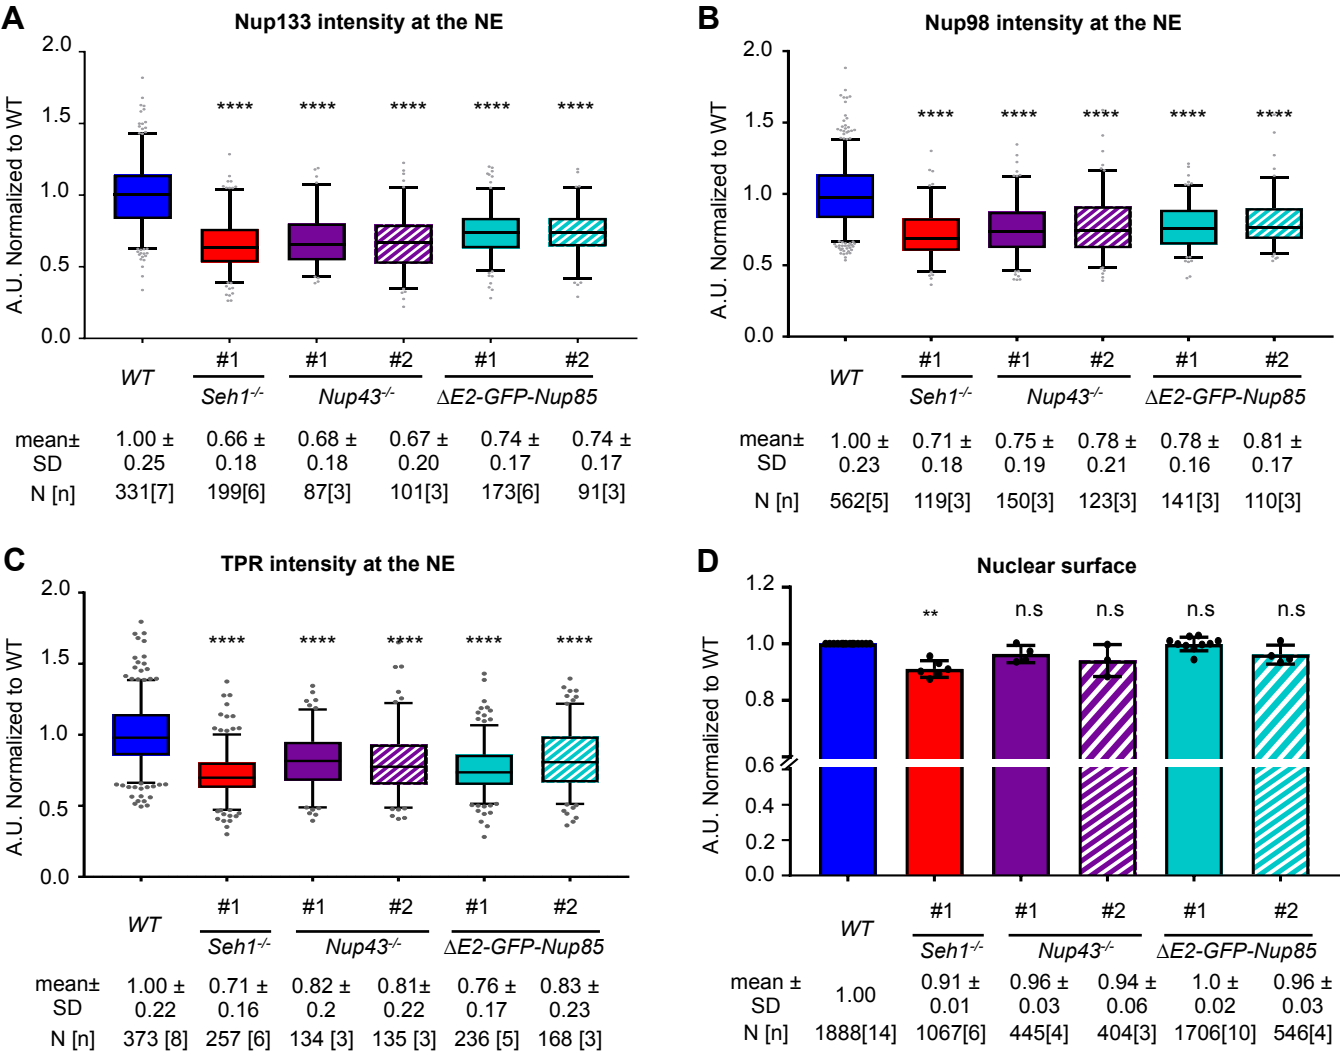 A
Nup133 intensity at the NE
A.U. Normalized to WT
2.0
1.5
1.0
0.5
0.0
**** **** **** **** ****
#1 #1 #2 #1 #2
WT
Seh1-/- Nup43-/- ΔE2-GFP-Nup85
mean± 1.00 ± 0.66 ± 0.68 ± 0.67 ± 0.74 ± 0.74 ±
SD 0.25 0.18 0.18 0.20 0.17 0.17
N [n] 331[7] 199[6] 87[3] 101[3] 173[6] 91[3]
B
Nup98 intensity at the NE
A.U. Normalized to WT
2.0
1.5
1.0
0.5
0.0
**** **** **** **** ****
#1 #1 #2 #1 #2
WT
Seh1-/- Nup43-/- ΔE2-GFP-Nup85
mean± 1.00 ± 0.71 ± 0.75 ± 0.78 ± 0.78 ± 0.81 ±
SD 0.23 0.18 0.19 0.21 0.16 0.17
N [n] 562[5] 119[3] 150[3] 123[3] 141[3] 110[3]
C
TPR intensity at the NE
A.U. Normalized to WT
2.0
1.5
1.0
0.5
0.0
**** **** **** **** ****
#1 #1 #2 #1 #2
WT
Seh1-/- Nup43-/- ΔE2-GFP-Nup85
mean± 1.00 ± 0.71 ± 0.82 ± 0.81± 0.76 ± 0.83 ±
SD 0.22 0.16 0.2 0.22 0.17 0.23
N [n] 373 [8] 257 [6] 134 [3] 135 [3] 236 [5] 168 [3]
D
Nuclear surface
A.U. Normalized to WT
1.2
1.0
0.8
0.6
0.4
0.2
0.0
** n.s n.s n.s n.s
#1 #1 #2 #1 #2
WT
Seh1-/- Nup43-/- ΔE2-GFP-Nup85
mean ± 1.00 0.91 ± 0.96 ± 0.94 ± 1.0 ± 0.96 ±
SD 0.01 0.03 0.06 0.02 0.03
N [n] 1888[14] 1067[6] 445[4] 404[3] 1706[10] 546[4]